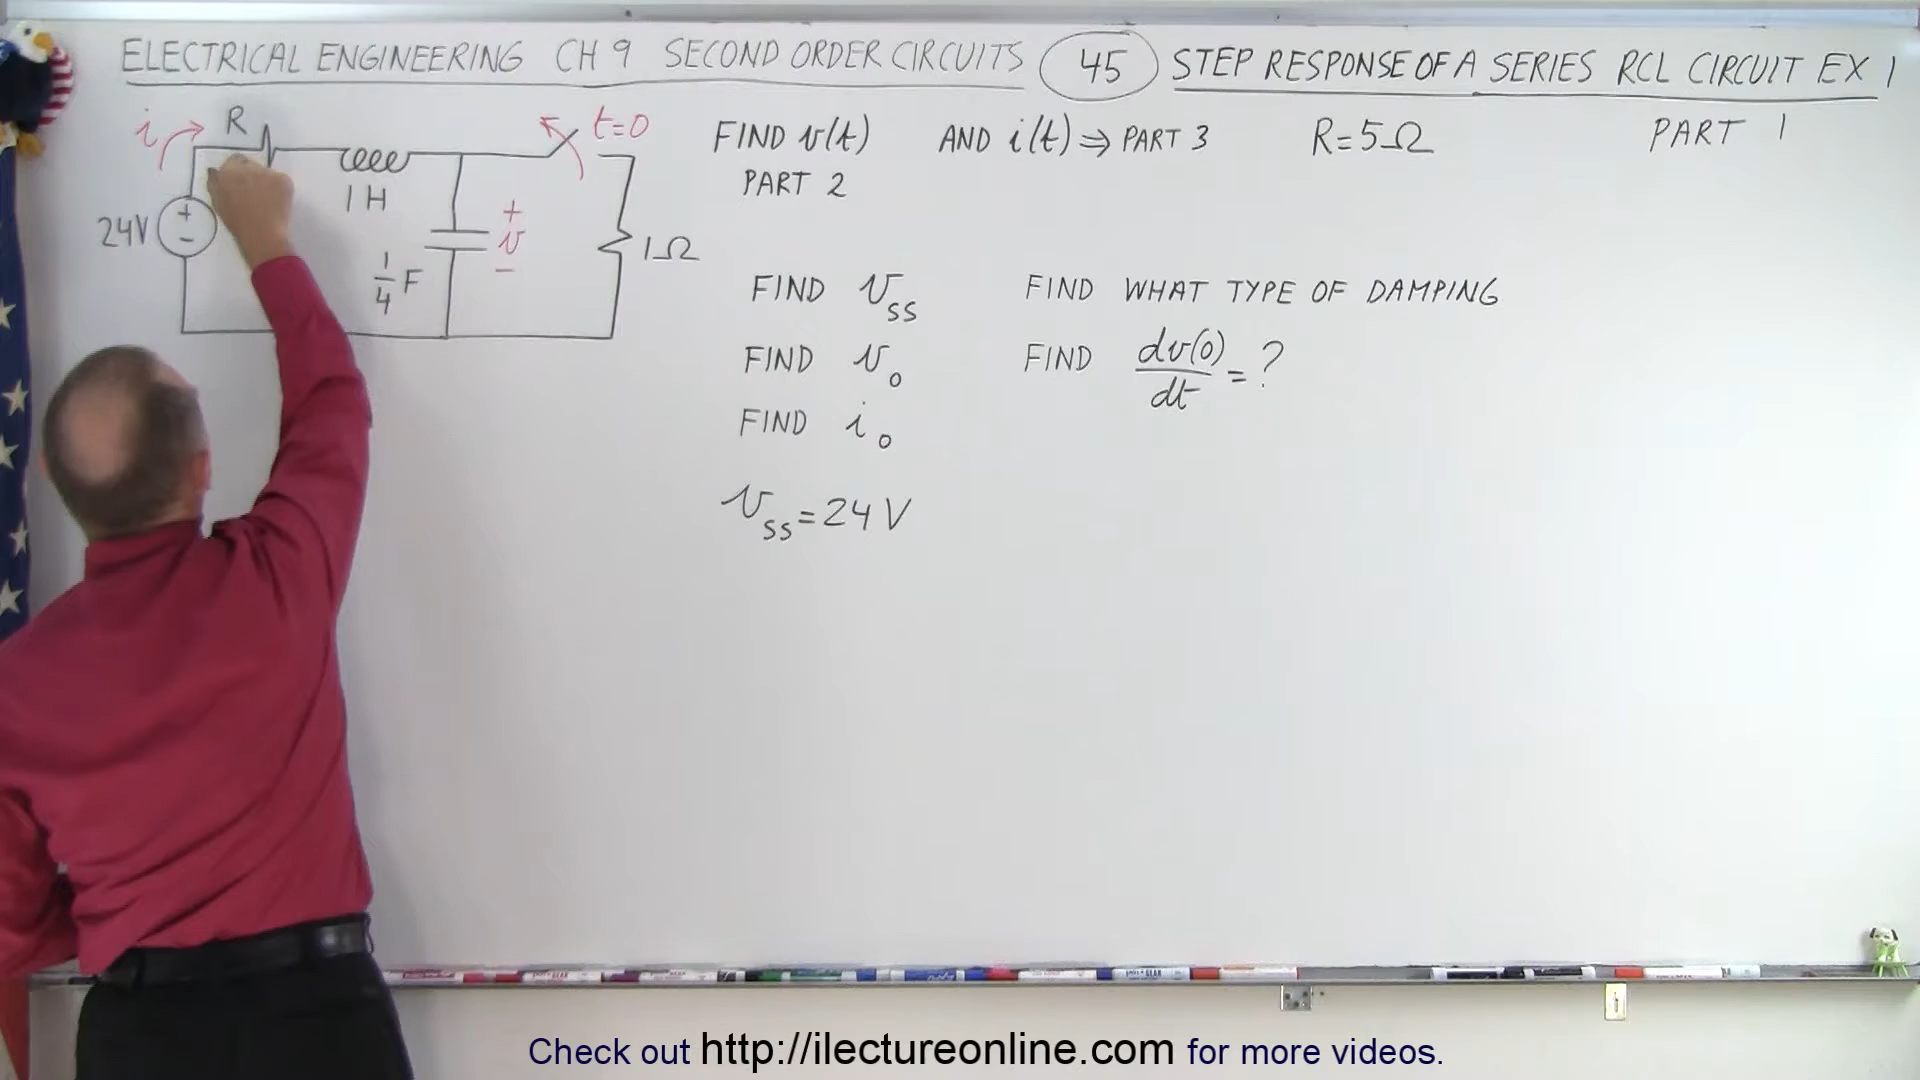 ELECTRICAL ENGINEERING CH 9 SECOND ORDER CIRCUITS 45 STEP RESPONSE OF A SERIES RCL CIRCUIT EX 1
i R t=0 FIND v(t) AND i(t) ⇒ PART 3 R=5Ω PART 1
PART 2
1 H
24V + - + v - 1Ω
1/4 F
FIND v_ss FIND WHAT TYPE OF DAMPING
FIND v_0 FIND dv(0)/dt = ?
FIND i_0
v_ss = 24 V
Check out http://ilectureonline.com for more videos.